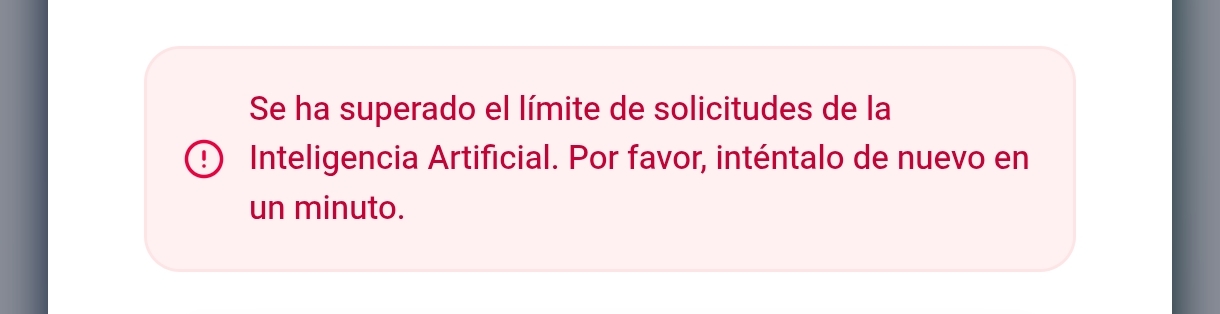 Se ha superado el límite de solicitudes de la
Inteligencia Artificial. Por favor, inténtalo de nuevo en
un minuto.